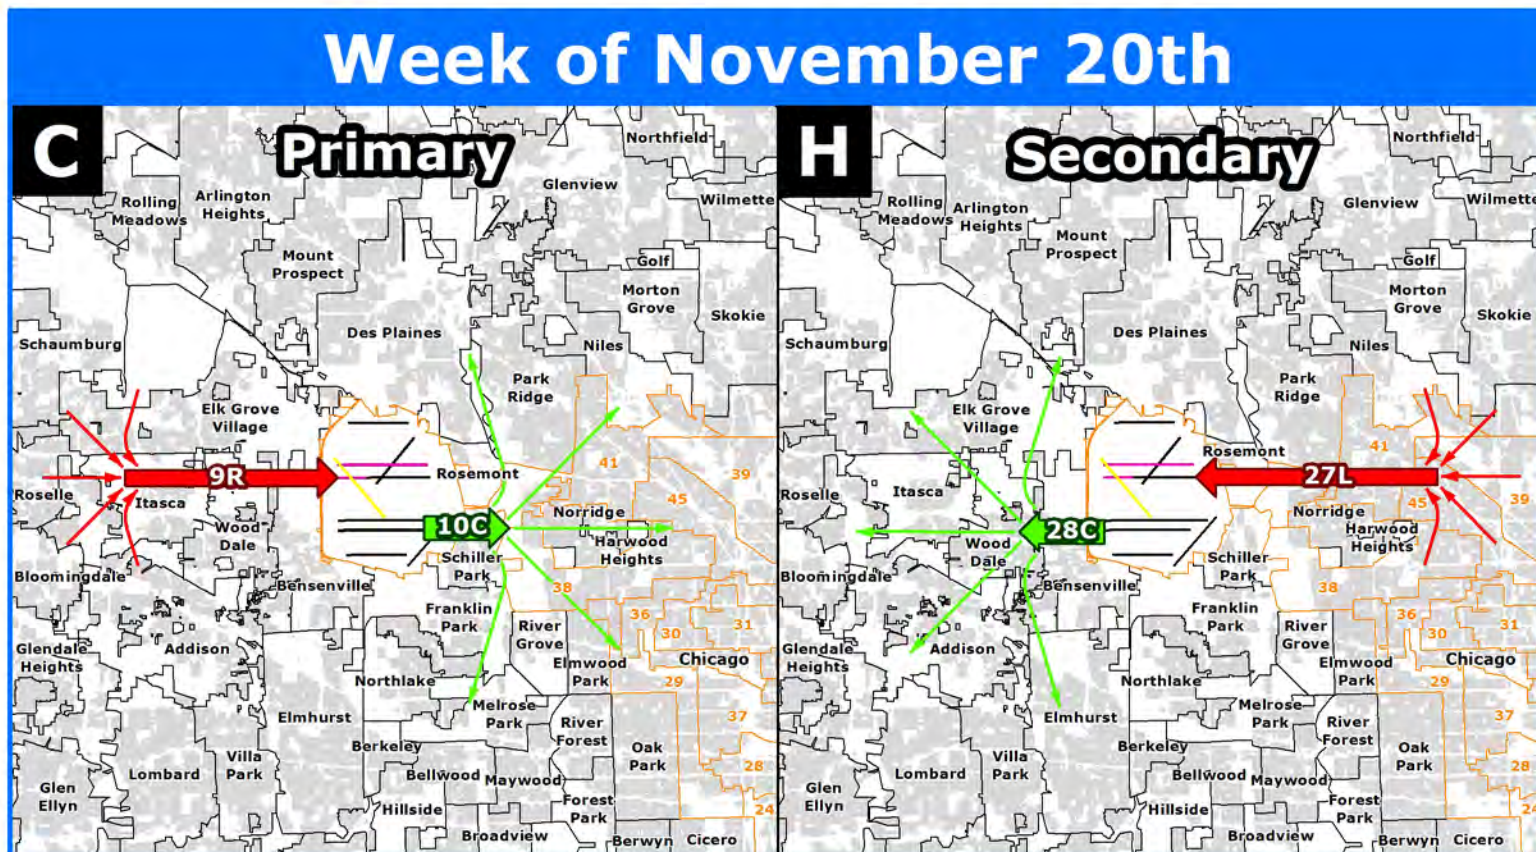 Week of November 20th
C
Primary
Northfield
Glenview
Rolling
Meadows
Arlington
Heights
Wilmette
Mount
Prospect
Golf
Morton
Grove
Skokie
Des Plaines
Schaumburg
Niles
Park
Ridge
Elk Grove
Village
41
39
9R
Rosemont
Roselle
Itasca
45
Norridge
10C
Wood
Dale
Harwood
Heights
Schiller
Park
Bloomingdale
Bensenville
38
Franklin
Park
36
31
River
Grove
30
Glendale
Heights
Addison
Elmwood
Park
Chicago
29
Northlake
Melrose
Park
Elmhurst
River
Forest
37
Berkeley
Oak
Park
Villa
Park
Lombard
Bellwood
Maywood
28
Glen
Ellyn
Hillside
Forest
Park
24
Broadview
Berwyn
Cicero
H
Secondary
Northfield
Glenview
Rolling
Meadows
Arlington
Heights
Wilmette
Mount
Prospect
Golf
Morton
Grove
Skokie
Des Plaines
Schaumburg
Niles
Park
Ridge
Elk Grove
Village
41
Rosemont
27L
39
Roselle
Itasca
45
Norridge
28C
Harwood
Heights
Wood
Dale
Schiller
Park
Bloomingdale
Bensenville
38
Franklin
Park
36
31
River
Grove
30
Glendale
Heights
Addison
Elmwood
Park
Chicago
29
Northlake
Melrose
Park
Elmhurst
River
Forest
37
Berkeley
Oak
Park
Villa
Park
Lombard
Bellwood
Maywood
28
Glen
Ellyn
Hillside
Forest
Park
24
Broadview
Berwyn
Cicero